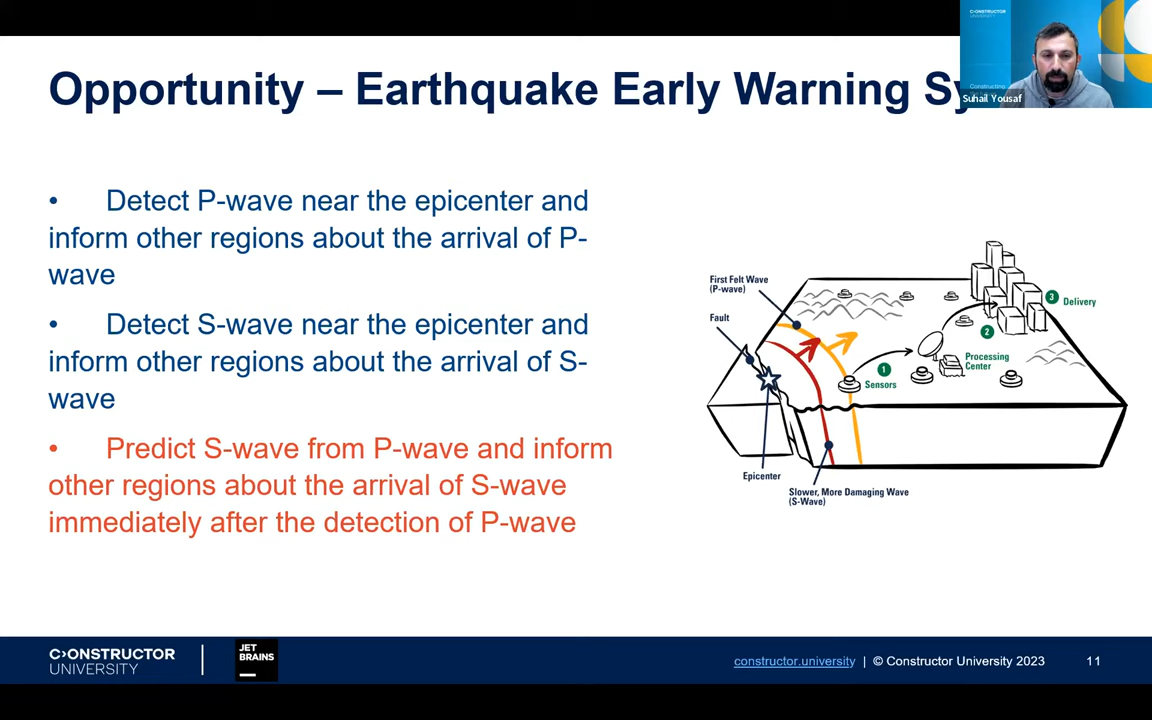 C>ONSTRUCTOR
UNIVERSITY
Constructing
Suhail Yousaf
Opportunity – Earthquake Early Warning Sy
• Detect P-wave near the epicenter and
inform other regions about the arrival of P-
wave
• Detect S-wave near the epicenter and
inform other regions about the arrival of S-
wave
• Predict S-wave from P-wave and inform
other regions about the arrival of S-wave
immediately after the detection of P-wave
First Felt Wave
(P-wave)
Fault
3 Delivery
2
Processing
Center
1
Sensors
Epicenter
Slower, More Damaging Wave
(S-Wave)
C>ONSTRUCTOR
UNIVERSITY
JET
BRAINS
constructor.university | © Constructor University 2023 11